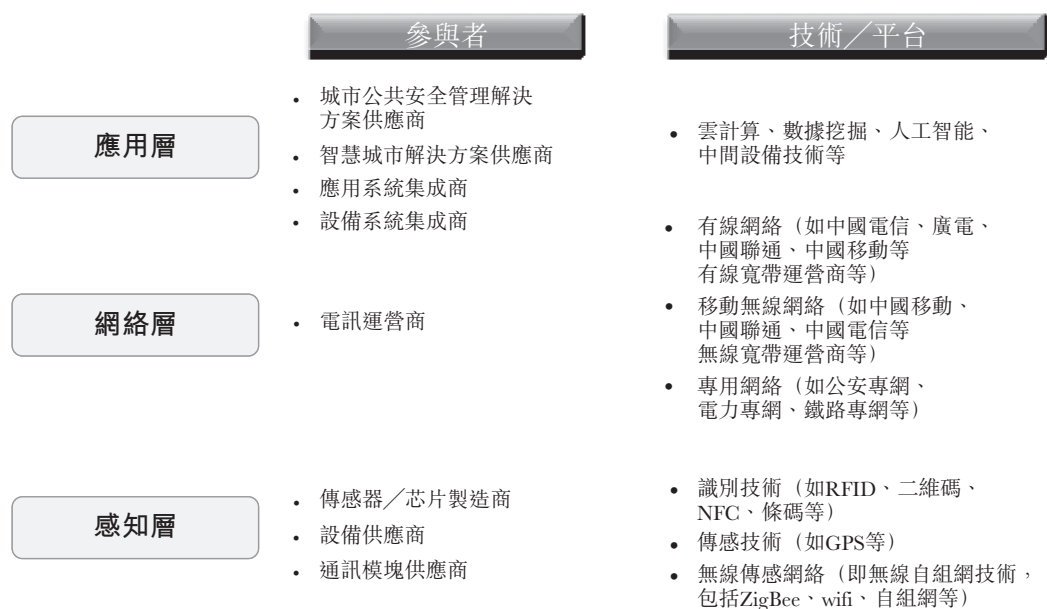 參與者
技術／平台
應用層
• 城市公共安全管理解決
方案供應商
• 智慧城市解決方案供應商
• 應用系統集成商
• 設備系統集成商
• 雲計算、數據挖掘、人工智能、
中間設備技術等
網絡層
• 電訊運營商
• 有線網絡（如中國電信、廣電、
中國聯通、中國移動等
有線寬帶運營商等）
• 移動無線網絡（如中國移動、
中國聯通、中國電信等
無線寬帶運營商等）
• 專用網絡（如公安專網、
電力專網、鐵路專網等）
感知層
• 傳感器／芯片製造商
• 設備供應商
• 通訊模塊供應商
• 識別技術（如RFID、二維碼、
NFC、條碼等）
• 傳感技術（如GPS等）
• 無線傳感網絡（即無線自組網技術，
包括ZigBee、wifi、自組網等）